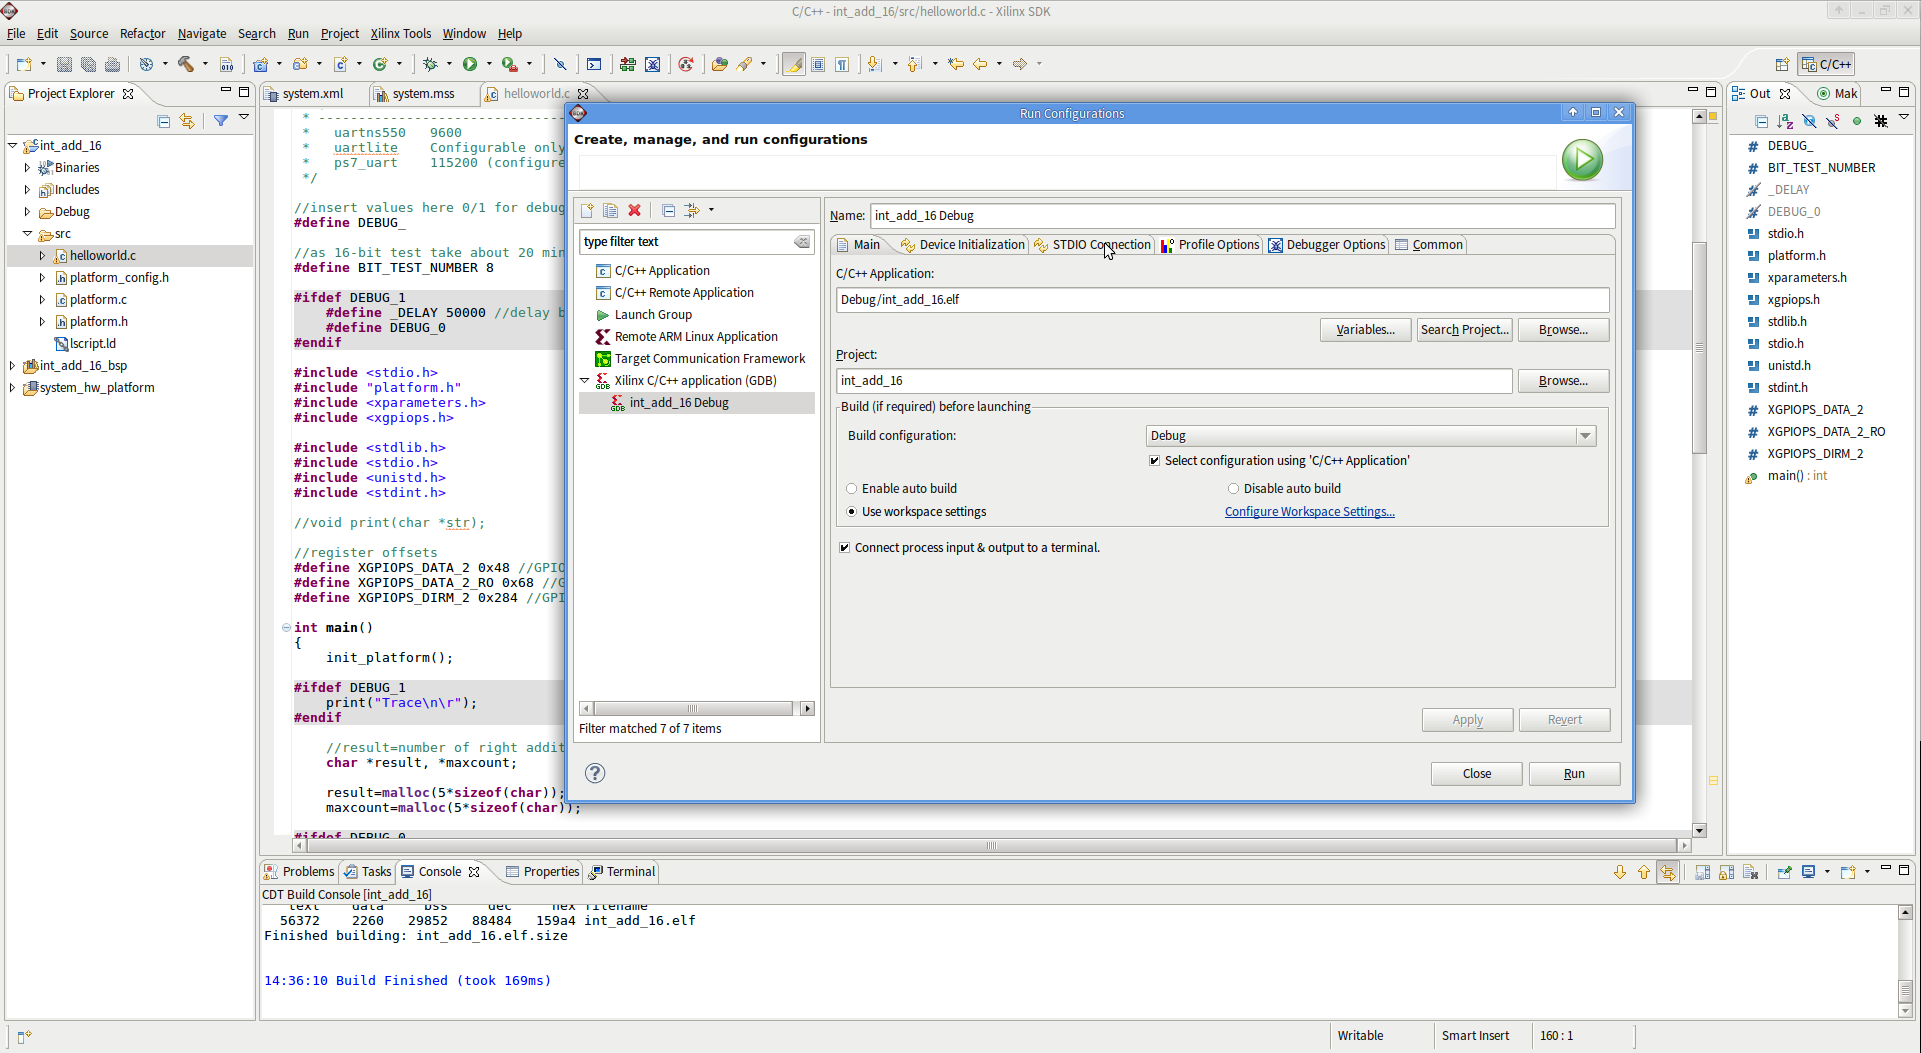 C/C++ - int_add_16/src/helloworld.c - Xilinx SDK
File Edit Source Refactor Navigate Search Run Project Xilinx Tools Window Help
C/C++
Project Explorer
int_add_16
Binaries
Includes
Debug
src
helloworld.c
platform_config.h
platform.c
platform.h
lscript.ld
int_add_16_bsp
system_hw_platform
system.xml
system.mss
helloworld.c
* -------------------------------
* uartns550 9600
* uartlite Configurable only
* ps7_uart 115200 (configure
*/
//insert values here 0/1 for debug
#define DEBUG_
//as 16-bit test take about 20 min
#define BIT_TEST_NUMBER 8
#ifdef DEBUG_1
#define _DELAY 50000 //delay b
#define DEBUG_0
#endif
#include <stdio.h>
#include "platform.h"
#include <xparameters.h>
#include <xgpiops.h>
#include <stdlib.h>
#include <stdio.h>
#include <unistd.h>
#include <stdint.h>
//void print(char *str);
//register offsets
#define XGPIOPS_DATA_2 0x48 //GPIO
#define XGPIOPS_DATA_2_RO 0x68 //G
#define XGPIOPS_DIRM_2 0x284 //GPI
int main()
{
init_platform();
#ifdef DEBUG_1
print("Trace\n\r");
#endif
//result=number of right addit
char *result, *maxcount;
result=malloc(5*sizeof(char));
maxcount=malloc(5*sizeof(char));
#ifdef DEBUG_0
Run Configurations
Create, manage, and run configurations
type filter text
C/C++ Application
C/C++ Remote Application
Launch Group
Remote ARM Linux Application
Target Communication Framework
Xilinx C/C++ application (GDB)
int_add_16 Debug
Filter matched 7 of 7 items
Name: int_add_16 Debug
Main Device Initialization STDIO Connection Profile Options Debugger Options Common
C/C++ Application:
Debug/int_add_16.elf
Variables... Search Project... Browse...
Project:
int_add_16 Browse...
Build (if required) before launching
Build configuration: Debug
Select configuration using 'C/C++ Application'
Enable auto build Disable auto build
Use workspace settings Configure Workspace Settings...
Connect process input & output to a terminal.
Apply Revert
Close Run
Out Mak
DEBUG_
BIT_TEST_NUMBER
_DELAY
DEBUG_0
stdio.h
platform.h
xparameters.h
xgpiops.h
stdlib.h
stdio.h
unistd.h
stdint.h
XGPIOPS_DATA_2
XGPIOPS_DATA_2_RO
XGPIOPS_DIRM_2
main() : int
Problems Tasks Console Properties Terminal
CDT Build Console [int_add_16]
text data bss dec hex filename
56372 2260 29852 88484 159a4 int_add_16.elf
Finished building: int_add_16.elf.size
14:36:10 Build Finished (took 169ms)
Writable Smart Insert 160 : 1